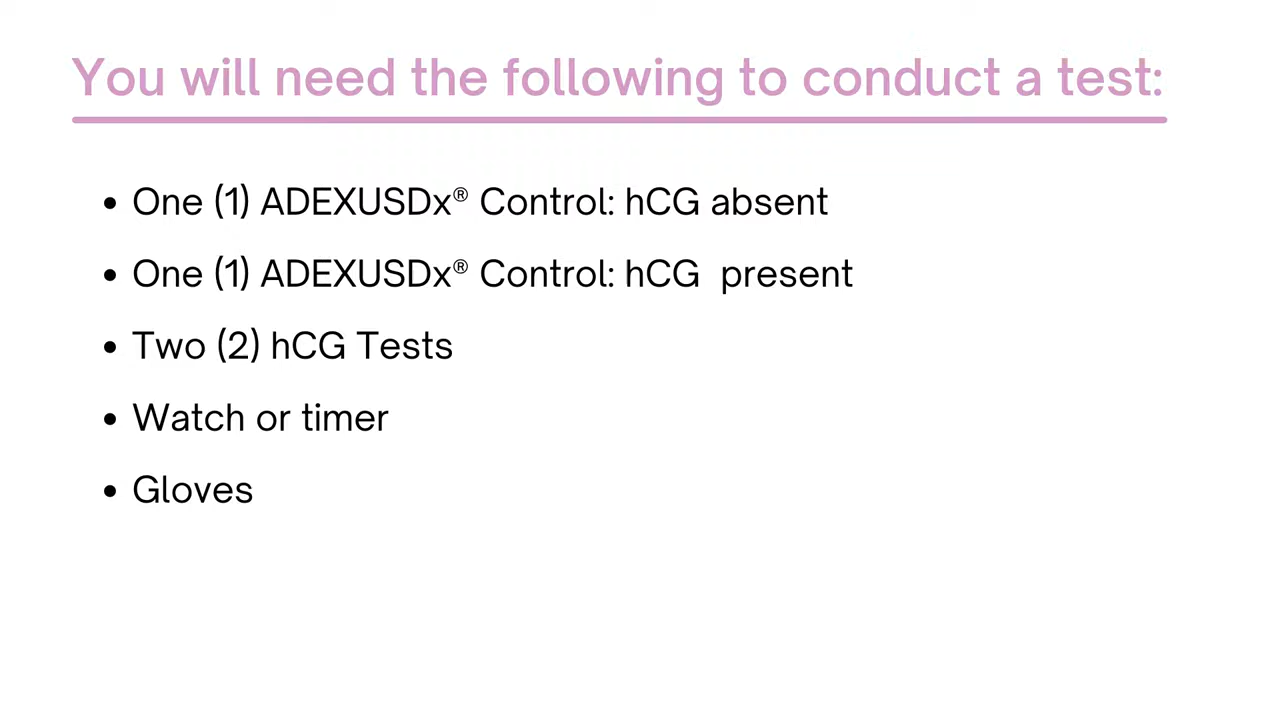 You will need the following to conduct a test:
• One (1) ADEXUSDx® Control: hCG absent
• One (1) ADEXUSDx® Control: hCG  present
• Two (2) hCG Tests
• Watch or timer
• Gloves